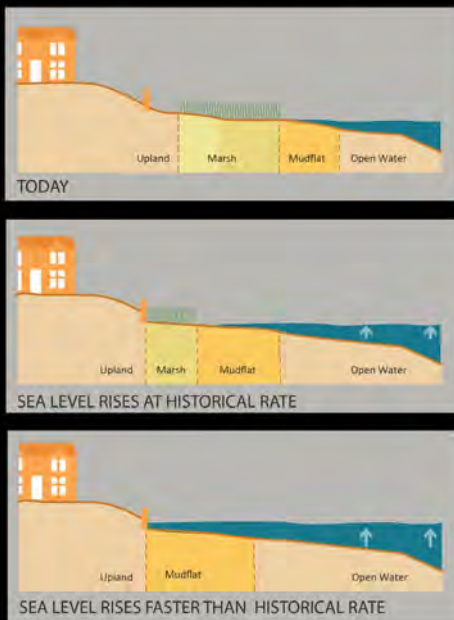 Upland Marsh Mudflat Open Water
TODAY
Upland Marsh Mudflat Open Water
SEA LEVEL RISES AT HISTORICAL RATE
Upland Mudflat Open Water
SEA LEVEL RISES FASTER THAN HISTORICAL RATE